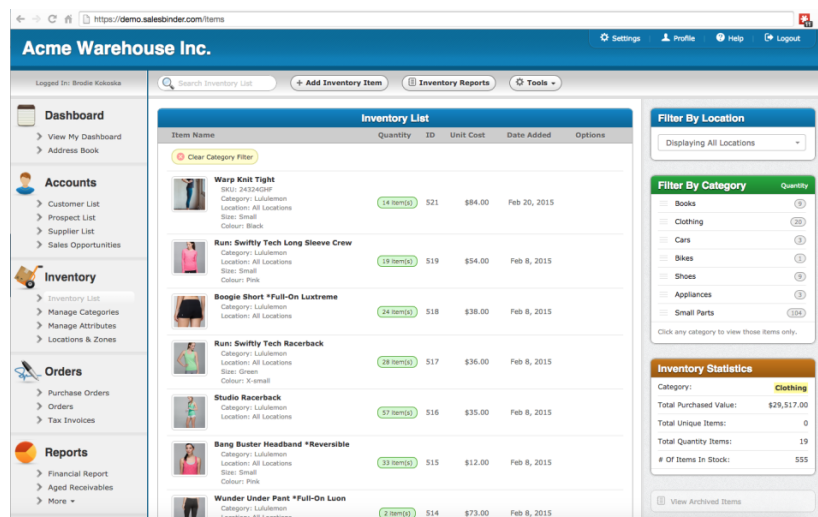 https://demo.salesbinder.com/items
Acme Warehouse Inc.
Settings
Profile
Help
Logout
Logged In: Brodie Kokoska
Search Inventory List
+ Add Inventory Item
Inventory Reports
Tools
Dashboard
View My Dashboard
Address Book
Accounts
Customer List
Prospect List
Supplier List
Sales Opportunities
Inventory
Inventory List
Manage Categories
Manage Attributes
Locations & Zones
Orders
Purchase Orders
Orders
Tax Invoices
Reports
Financial Report
Aged Receivables
More
Inventory List
Item Name Quantity ID Unit Cost Date Added Options
Clear Category Filter
Warp Knit Tight
SKU: 24324GHF
Category: Lululemon
Location: All Locations
Size: Small
Colour: Black
14 item(s) 521 $84.00 Feb 20, 2015
Run: Swiftly Tech Long Sleeve Crew
Category: Lululemon
Location: All Locations
Size: Small
Colour: Pink
19 item(s) 519 $54.00 Feb 8, 2015
Boogie Short *Full-On Luxtreme
Category: Lululemon
Location: All Locations
24 item(s) 518 $38.00 Feb 8, 2015
Run: Swiftly Tech Racerback
Category: Lululemon
Location: All Locations
Size: Green
Colour: X-small
28 item(s) 517 $36.00 Feb 8, 2015
Studio Racerback
Category: Lululemon
Location: All Locations
57 item(s) 516 $35.00 Feb 8, 2015
Bang Buster Headband *Reversible
Category: Lululemon
Location: All Locations
Size: Small
Colour: Pink
33 item(s) 515 $12.00 Feb 8, 2015
Wunder Under Pant *Full-On Luon
Category: Lululemon
Location: All Locations
2 item(s) 514 $73.00 Feb 8, 2015
Filter By Location
Displaying All Locations
Filter By Category Quantity
Books 9
Clothing 20
Cars 3
Bikes 1
Shoes 9
Appliances 3
Small Parts 104
Click any category to view those items only.
Inventory Statistics
Category: Clothing
Total Purchased Value: $29,517.00
Total Unique Items: 0
Total Quantity Items: 19
# Of Items In Stock: 555
View Archived Items